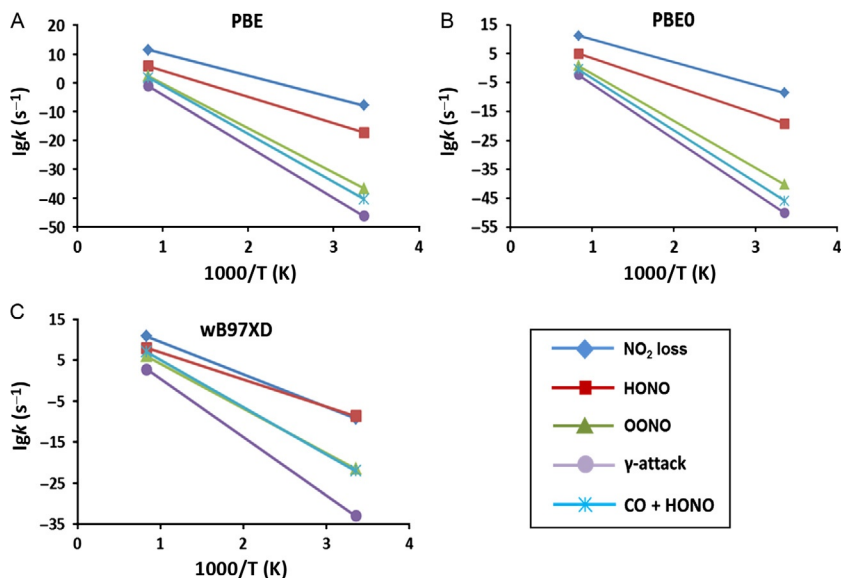 A
PBE
20
10
0
−10
−20
−30
−40
−50
lgk (s⁻¹)
0
1
2
3
4
1000/T (K)
B
PBE0
15
5
−5
−15
−25
−35
−45
−55
lgk (s⁻¹)
0
1
2
3
4
1000/T (K)
C
wB97XD
15
5
−5
−15
−25
−35
lgk (s⁻¹)
0
1
2
3
4
1000/T (K)
NO₂ loss
HONO
OONO
γ-attack
CO + HONO